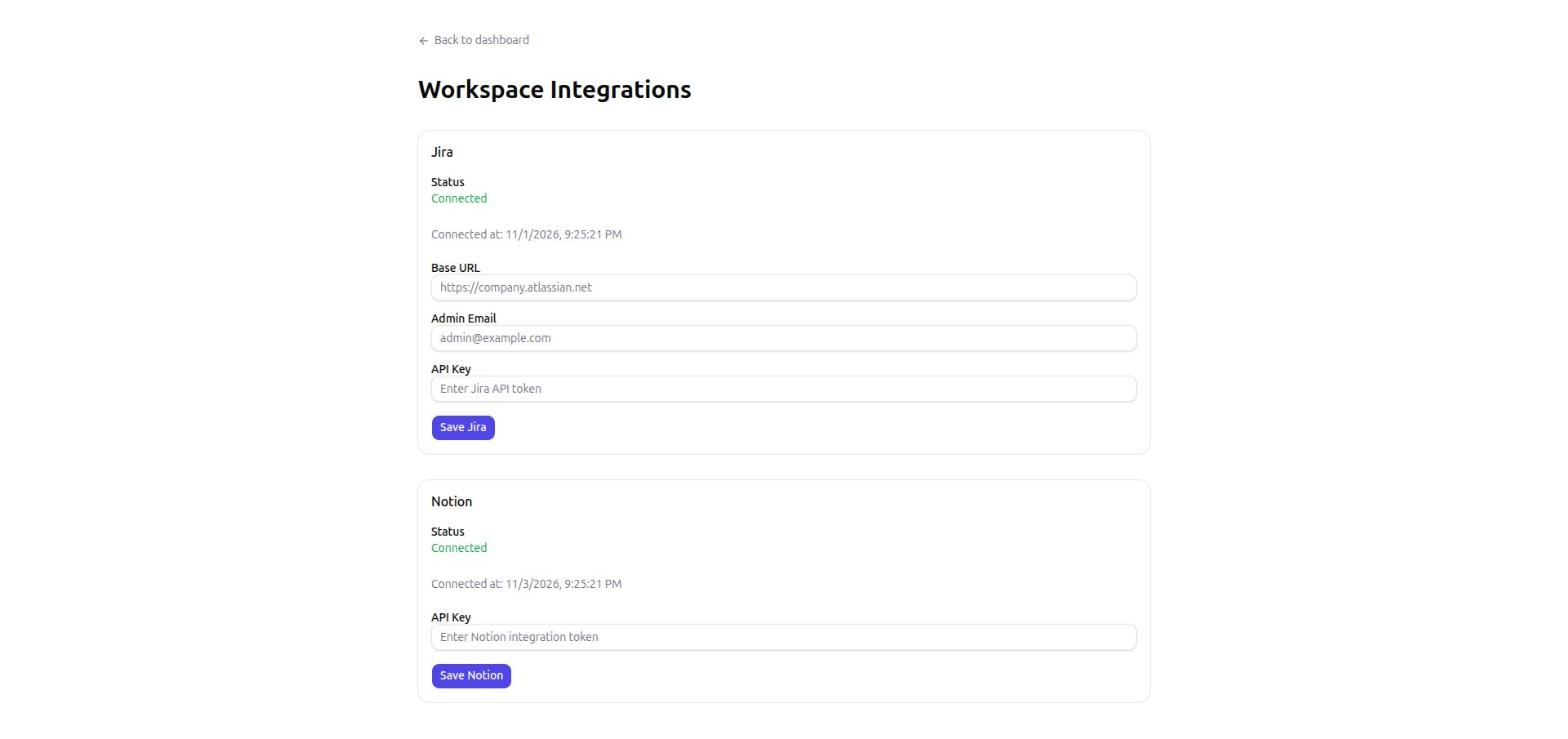 Back to dashboard
Workspace Integrations
Jira
Status
Connected
Connected at: 11/1/2026, 9:25:21 PM
Base URL
https://company.atlassian.net
Admin Email
admin@example.com
API Key
Enter Jira API token
Save Jira
Notion
Status
Connected
Connected at: 11/3/2026, 9:25:21 PM
API Key
Enter Notion integration token
Save Notion